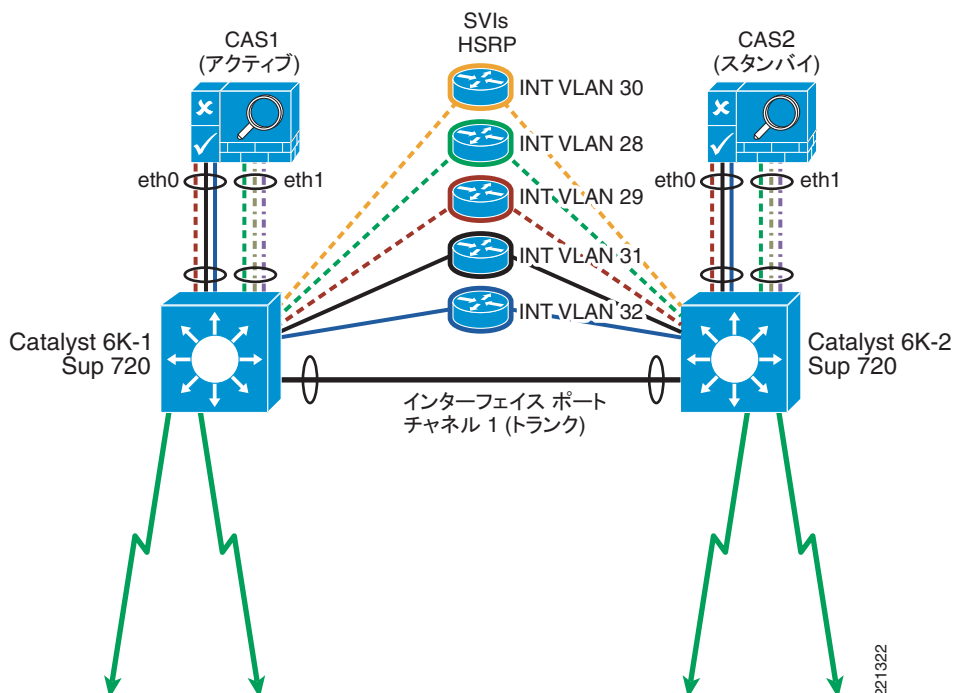 SVIs
HSRP
CAS1
(アクティブ)
CAS2
(スタンバイ)
INT VLAN 30
INT VLAN 28
INT VLAN 29
INT VLAN 31
INT VLAN 32
eth0
eth1
eth0
eth1
Catalyst 6K-1
Sup 720
Catalyst 6K-2
Sup 720
インターフェイス ポート
チャネル 1 (トランク)
221322